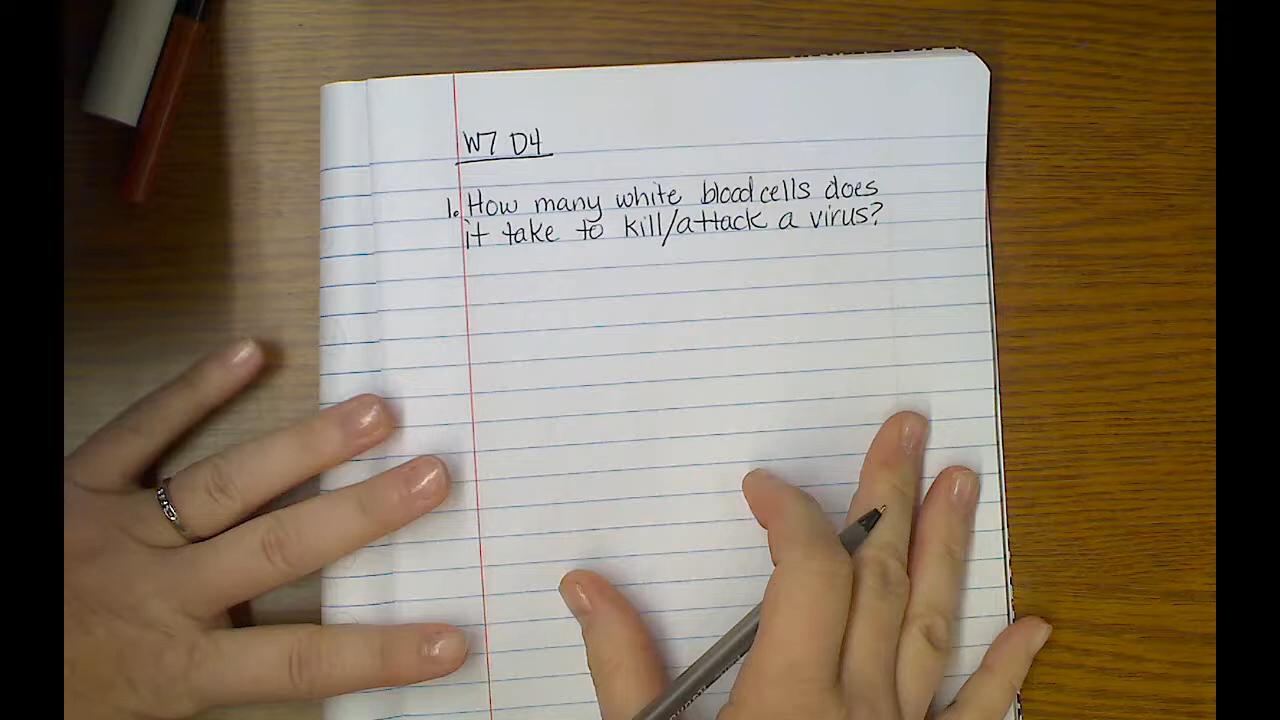 W7 D4
1. How many white blood cells does
it take to kill/attack a virus?